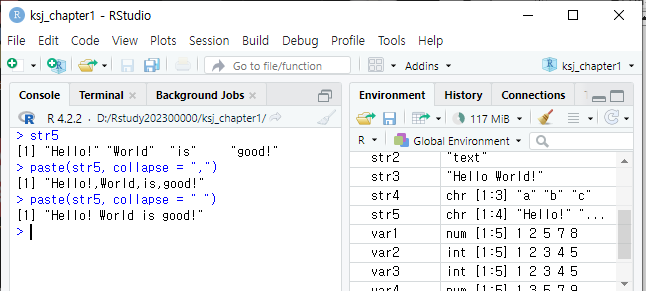 ksj_chapter1 - RStudio
File Edit Code View Plots Session Build Debug Profile Tools Help
Go to file/function Addins ksj_chapter1
Console Terminal Background Jobs
R 4.2.2 · D:/Rstudy202300000/ksj_chapter1/
> str5
[1] "Hello!" "World" "is" "good!"
> paste(str5, collapse = ",")
[1] "Hello!,World,is,good!"
> paste(str5, collapse = " ")
[1] "Hello! World is good!"
>
Environment History Connections
117 MiB
R Global Environment
str2 "text"
str3 "Hello World!"
str4 chr [1:3] "a" "b" "c"
str5 chr [1:4] "Hello!" "...
var1 num [1:5] 1 2 5 7 8
var2 int [1:5] 1 2 3 4 5
var3 int [1:5] 1 2 3 4 5
var4 num [1:5] 1 3 5 7 9